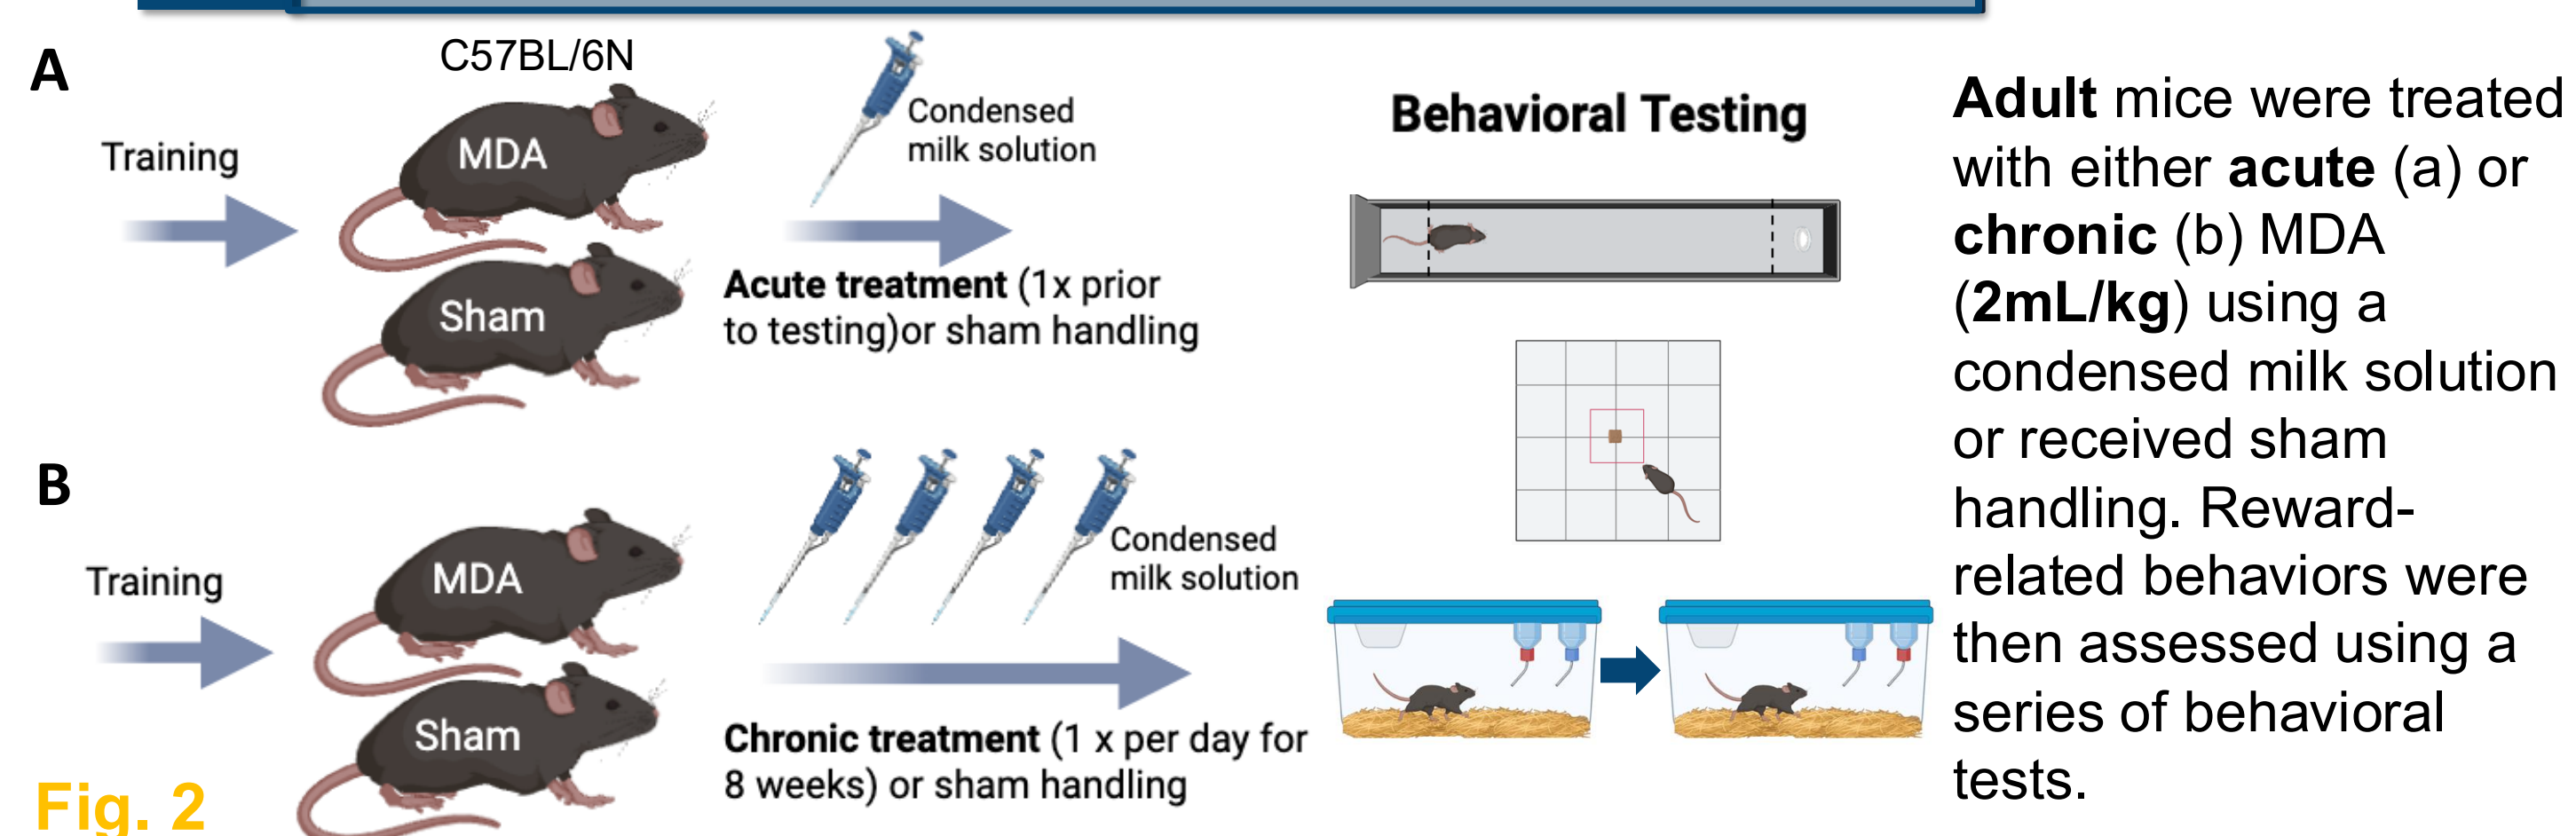 A
C57BL/6N
Training
MDA
Sham
Condensed
milk solution
Acute treatment (1x prior
to testing)or sham handling
B
Training
MDA
Sham
Condensed
milk solution
Chronic treatment (1 x per day for
8 weeks) or sham handling
Fig. 2
Behavioral Testing
Adult mice were treated
with either acute (a) or
chronic (b) MDA
(2mL/kg) using a
condensed milk solution
or received sham
handling. Reward-
related behaviors were
then assessed using a
series of behavioral
tests.